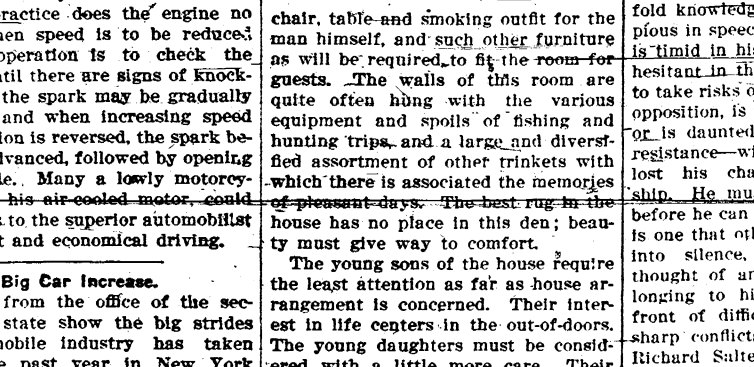 ractice does the engine no
en speed is to be reduced
operation is to check the
til there are signs of knock-
the spark may be gradually
and when increasing speed
ion is reversed, the spark be-
dvanced, followed by opening
e. Many a lowly motorcy-
his air-cooled motor, could
to the superior automobilist
t and economical driving.
Big Car Increase.
from the office of the sec-
state show the big strides
mobile industry has taken
e past year in New York
chair, table and smoking outfit for the
man himself, and such other furniture
as will be required to fit the room for
guests. The walls of this room are
quite often hung with the various
equipment and spoils of fishing and
hunting trips, and a large and diversi-
fied assortment of other trinkets with
which there is associated the memories
of pleasant days. The best rug in the
house has no place in this den; beau-
ty must give way to comfort.
The young sons of the house require
the least attention as far as house ar-
rangement is concerned. Their inter-
est in life centers in the out-of-doors.
The young daughters must be consid-
ered with a little more care. Their
fold knowledg
pious in speec
is timid in his
hesitant in th
to take risks o
opposition, is
or is daunted
resistance—wi
lost his cha
ship. He mu
before he can
is one that oth
into silence,
thought of an
longing to hi
front of diffic
sharp conflict
Richard Salte